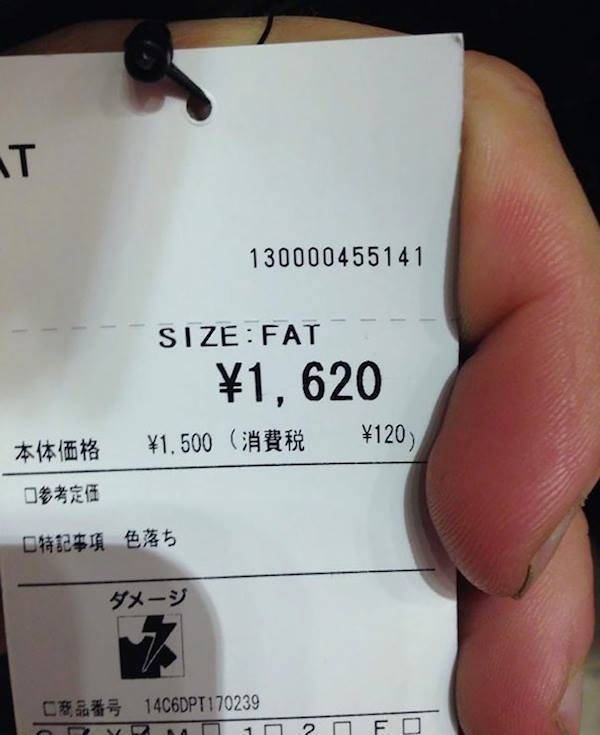 AT
130000455141
SIZE:FAT
¥1,620
本体価格 ¥1,500 (消費税 ¥120)
□参考定価
□特記事項 色落ち
ダメージ
□商品番号 14C6DPT170239